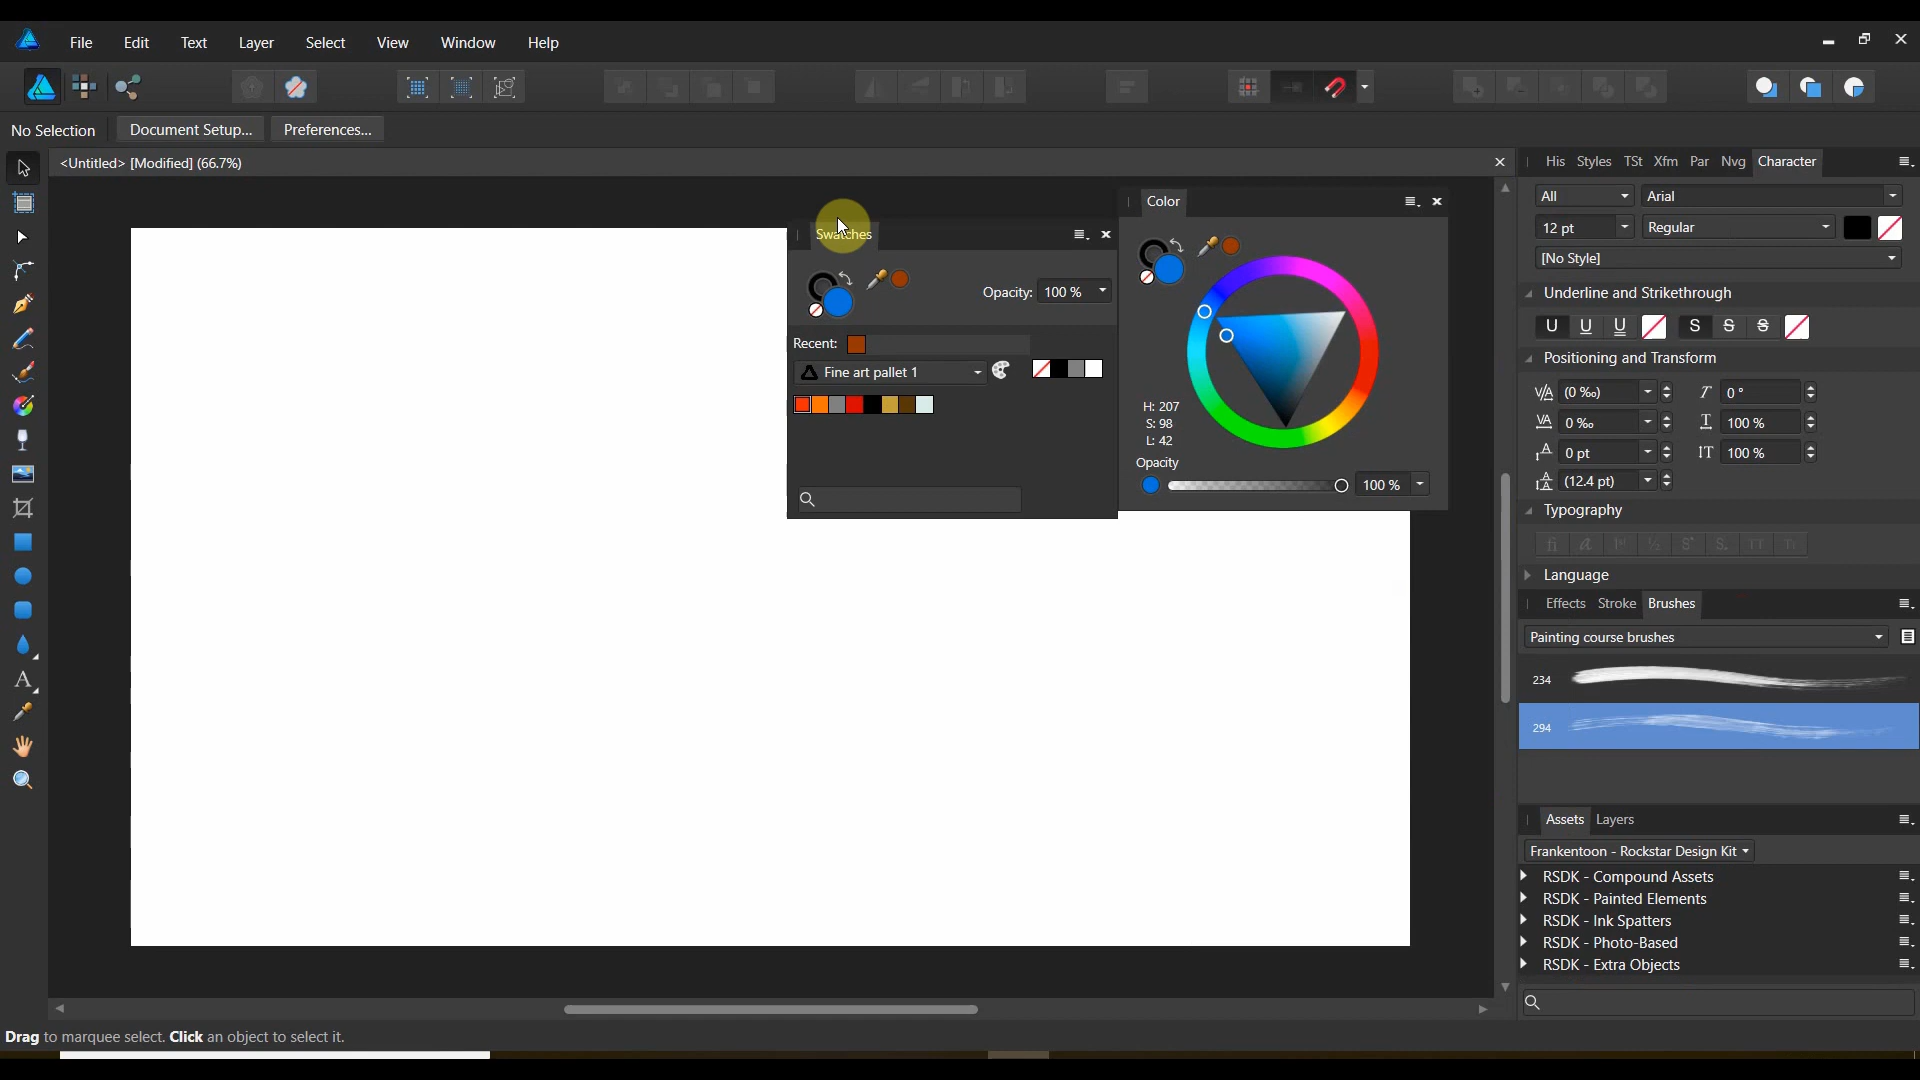 File Edit Text Layer Select View Window Help
No Selection Document Setup... Preferences...
<Untitled> [Modified] (66.7%)
His Styles TSt Xfm Par Nvg Character
All Arial
12 pt Regular
[No Style]
Underline and Strikethrough
U U U S S S
Positioning and Transform
(0 ‰) 0 °
0 ‰ 100 %
0 pt 100 %
(12.4 pt)
Typography
Language
Swatches
Opacity: 100 %
Recent:
Fine art pallet 1
Color
H: 207
S: 98
L: 42
Opacity
100 %
Effects Stroke Brushes
Painting course brushes
234
294
Assets Layers
Frankentoon - Rockstar Design Kit
RSDK - Compound Assets
RSDK - Painted Elements
RSDK - Ink Spatters
RSDK - Photo-Based
RSDK - Extra Objects
Drag to marquee select. Click an object to select it.